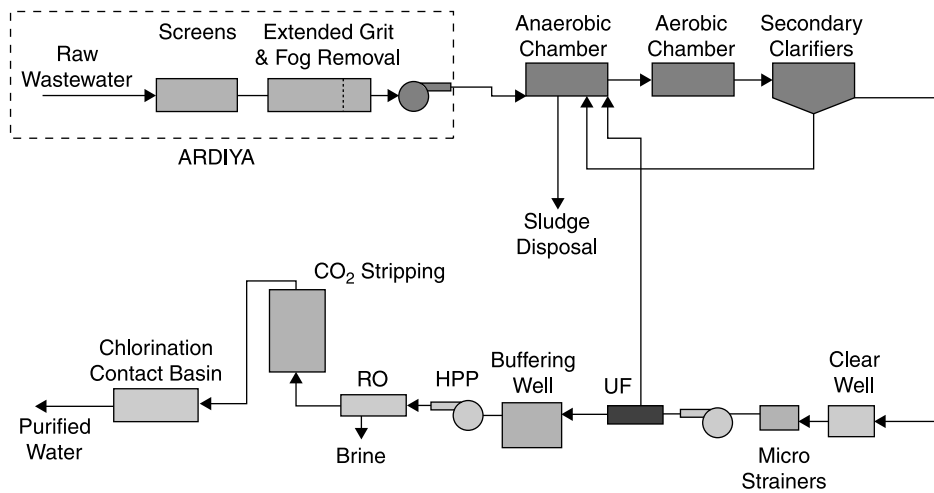 Raw
Wastewater
Screens
Extended Grit
& Fog Removal
ARDIYA
Anaerobic
Chamber
Aerobic
Chamber
Secondary
Clarifiers
Sludge
Disposal
CO₂ Stripping
Chlorination
Contact Basin
Purified
Water
RO
Brine
HPP
Buffering
Well
UF
Micro
Strainers
Clear
Well